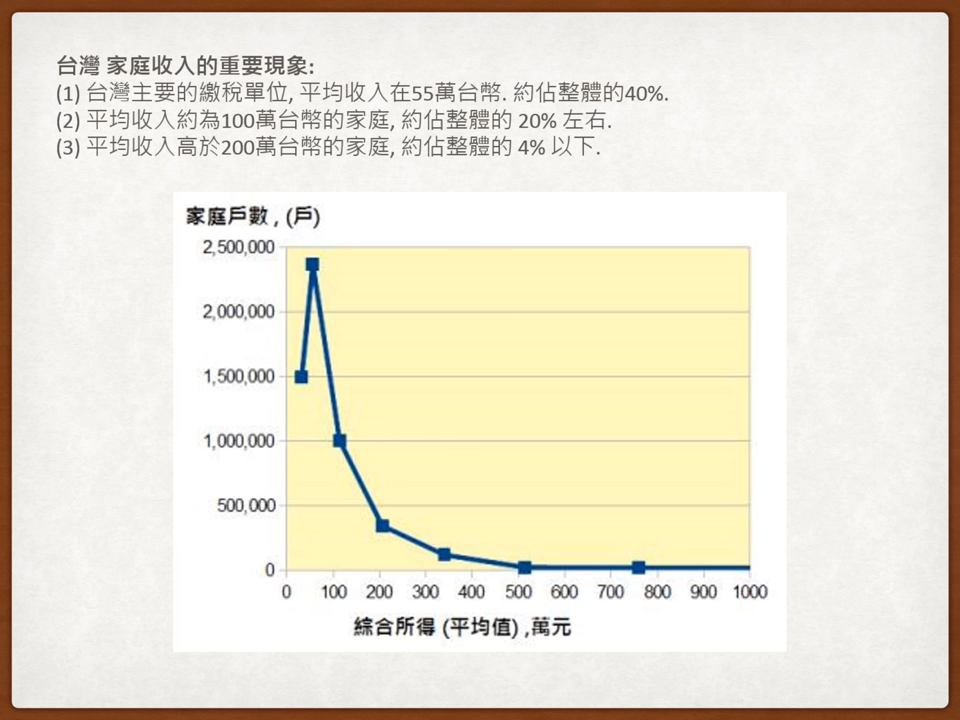 台灣 家庭收入的重要現象:
(1) 台灣主要的繳稅單位, 平均收入在55萬台幣. 約佔整體的40%.
(2) 平均收入約為100萬台幣的家庭, 約佔整體的 20% 左右.
(3) 平均收入高於200萬台幣的家庭, 約佔整體的 4% 以下.
家庭戶數 , (戶)
2,500,000
2,000,000
1,500,000
1,000,000
500,000
0
0 100 200 300 400 500 600 700 800 900 1000
綜合所得 (平均值) ,萬元